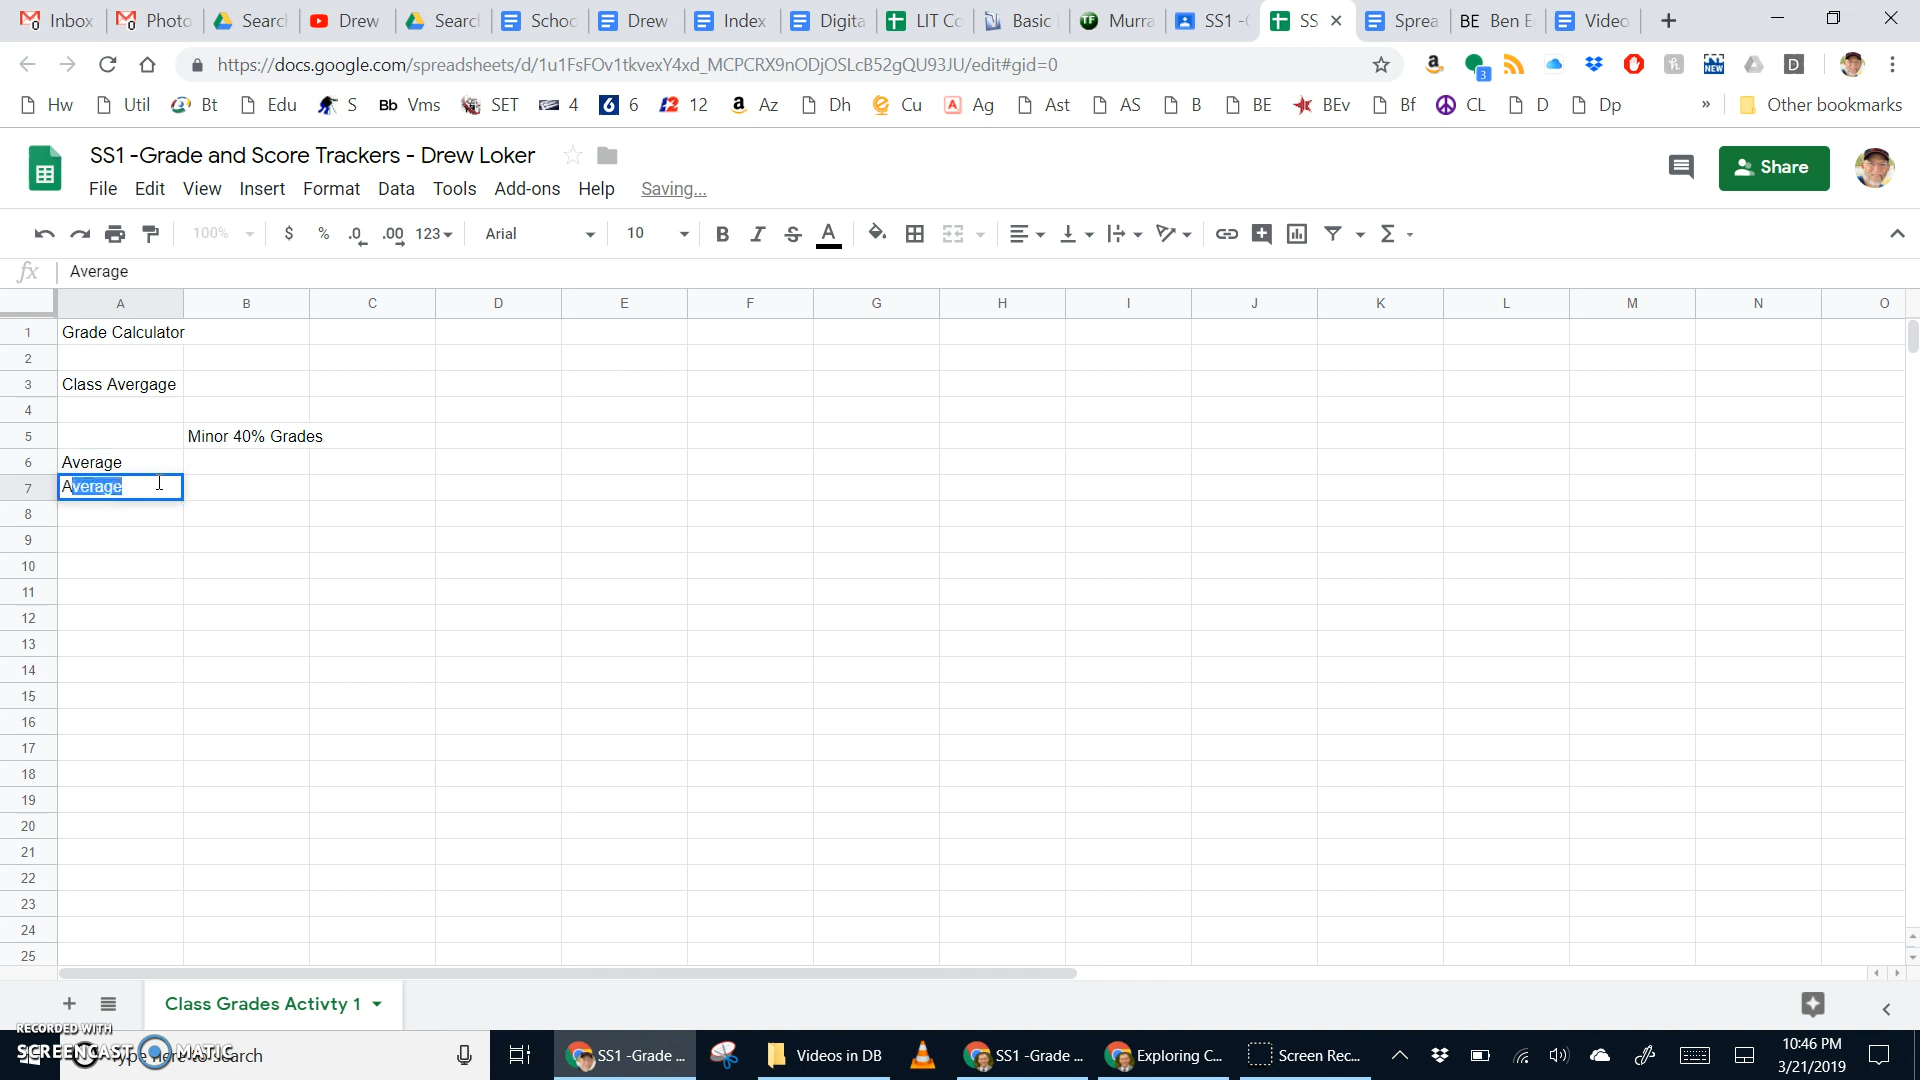 Inbox Photo Search Drew Search Schoo Drew Index Digita LIT Co Basic Murra SS1 - SS Sprea BE Ben E Video
https://docs.google.com/spreadsheets/d/1u1FsFOv1tkvexY4xd_MCPCRX9nODjOSLcB52gQU93JU/edit#gid=0
Hw Util Bt Edu S Bb Vms SET 4 6 12 Az Dh Cu Ag Ast AS B BE BEv Bf CL D Dp » Other bookmarks
SS1 -Grade and Score Trackers - Drew Loker
File Edit View Insert Format Data Tools Add-ons Help Saving...
Share
100% $ % .0 .00 123 Arial 10 B I S A Σ
fx Average
A B C D E F G H I J K L M N O
1 Grade Calculator
2
3 Class Avergage
4
5 Minor 40% Grades
6 Average
7 Average
8
9
10
11
12
13
14
15
16
17
18
19
20
21
22
23
24
25
+ Class Grades Activty 1
RECORDED WITH
SCREENCAST MATIC
Type here to search
SS1 -Grade ... Videos in DB SS1 -Grade ... Exploring C... Screen Rec...
10:46 PM
3/21/2019